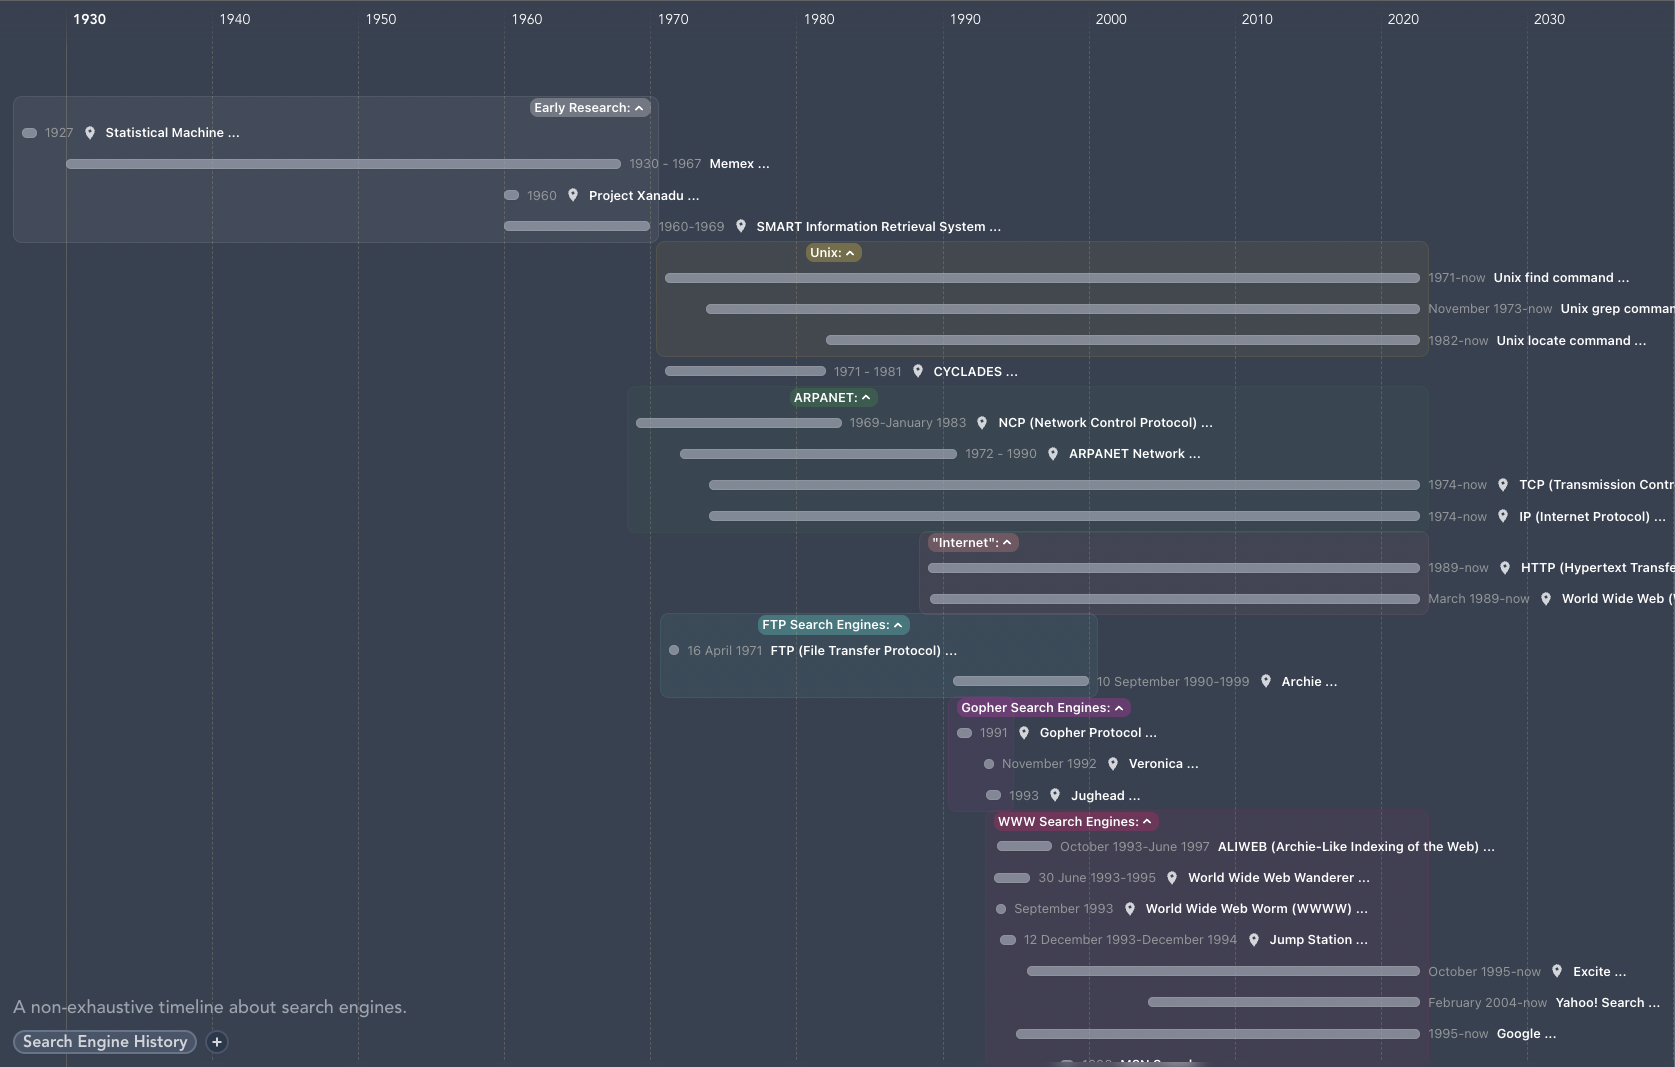 1930 1940 1950 1960 1970 1980 1990 2000 2010 2020 2030
Early Research:
1927 Statistical Machine ...
1930 - 1967 Memex ...
1960 Project Xanadu ...
1960-1969 SMART Information Retrieval System ...
Unix:
1971-now Unix find command ...
November 1973-now Unix grep comman
1982-now Unix locate command ...
1971 - 1981 CYCLADES ...
ARPANET:
1969-January 1983 NCP (Network Control Protocol) ...
1972 - 1990 ARPANET Network ...
1974-now TCP (Transmission Contr
1974-now IP (Internet Protocol) ...
"Internet":
1989-now HTTP (Hypertext Transfe
March 1989-now World Wide Web (
FTP Search Engines:
16 April 1971 FTP (File Transfer Protocol) ...
10 September 1990-1999 Archie ...
Gopher Search Engines:
1991 Gopher Protocol ...
November 1992 Veronica ...
1993 Jughead ...
WWW Search Engines:
October 1993-June 1997 ALIWEB (Archie-Like Indexing of the Web) ...
30 June 1993-1995 World Wide Web Wanderer ...
September 1993 World Wide Web Worm (WWWW) ...
12 December 1993-December 1994 Jump Station ...
October 1995-now Excite ...
February 2004-now Yahoo! Search ...
1995-now Google ...
A non-exhaustive timeline about search engines.
Search Engine History +